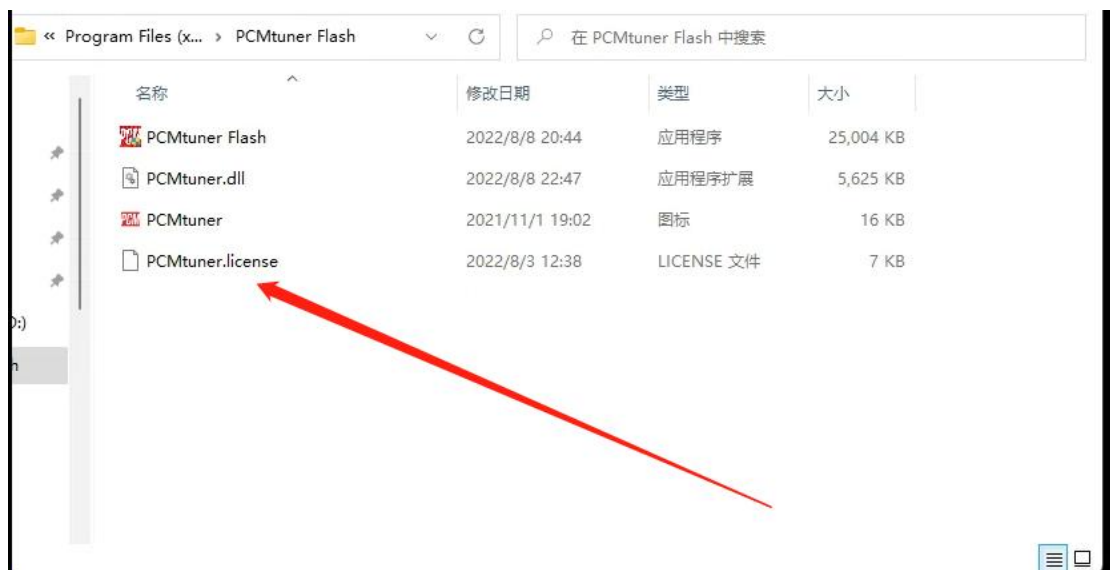 « Program Files (x... › PCMtuner Flash 在 PCMtuner Flash 中搜索
名称 修改日期 类型 大小
PCMtuner Flash 2022/8/8 20:44 应用程序 25,004 KB
PCMtuner.dll 2022/8/8 22:47 应用程序扩展 5,625 KB
PCMtuner 2021/11/1 19:02 图标 16 KB
PCMtuner.license 2022/8/3 12:38 LICENSE 文件 7 KB
:)
h